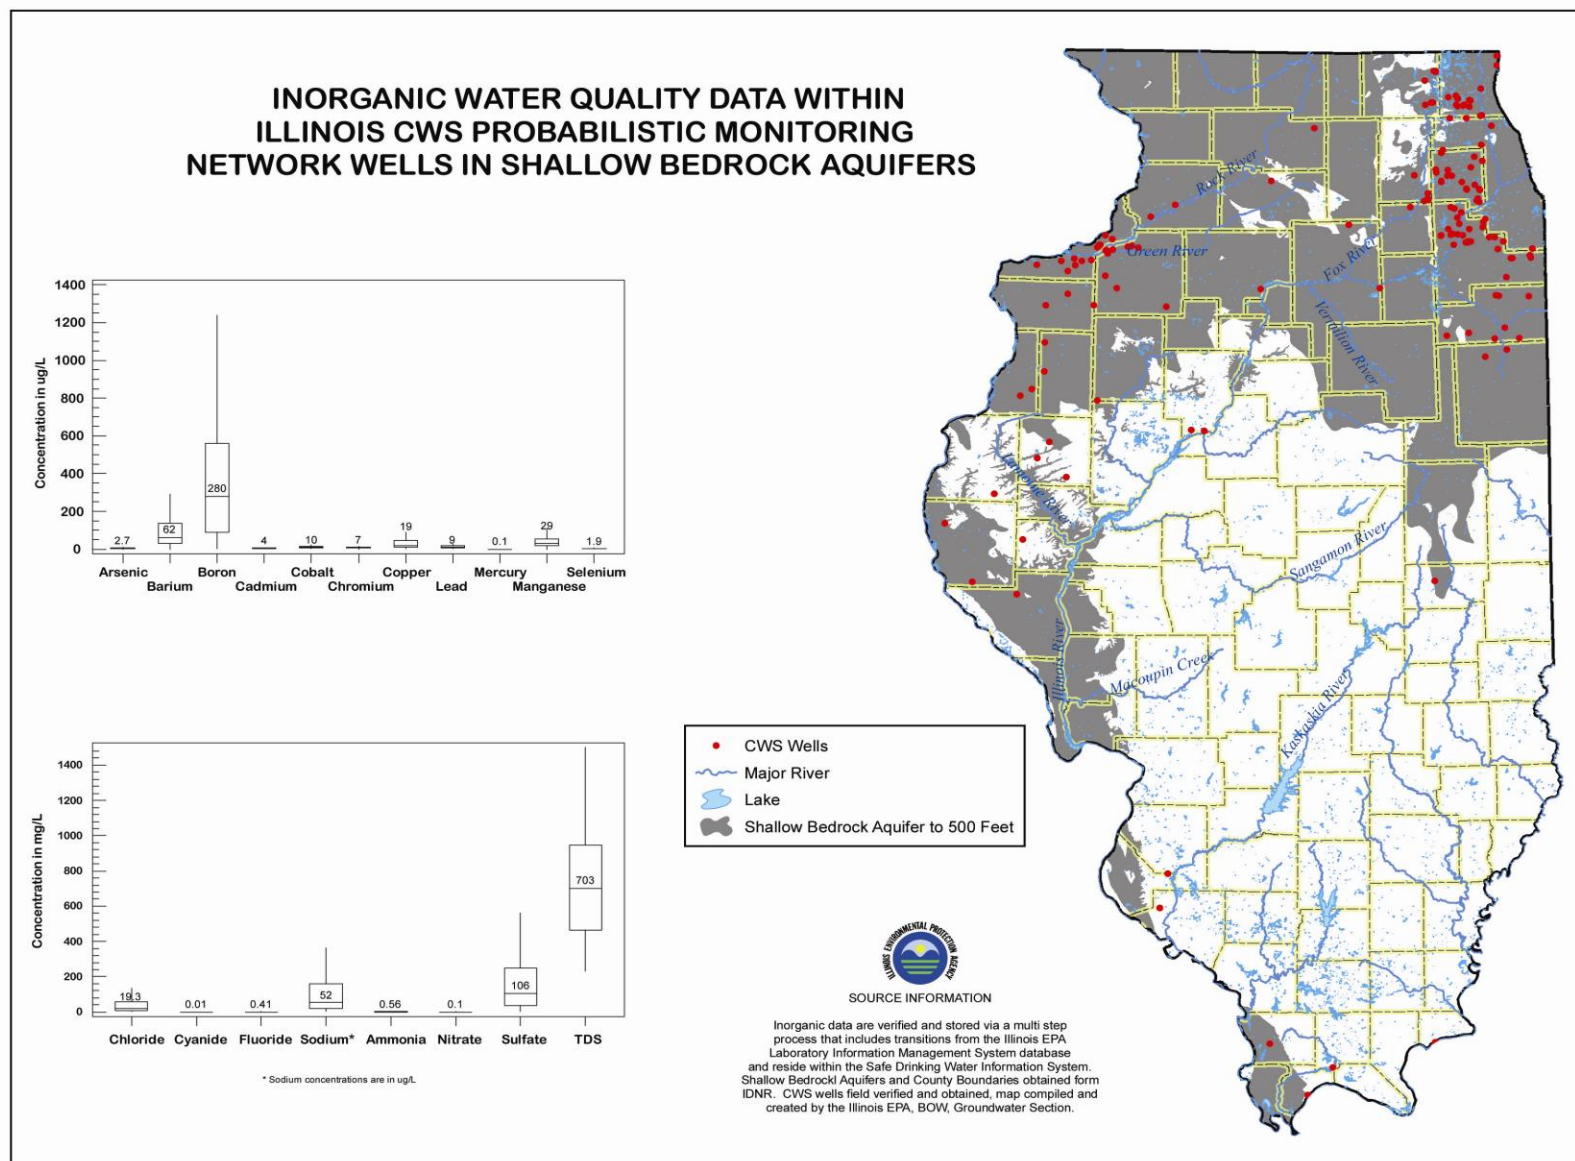 INORGANIC WATER QUALITY DATA WITHIN
ILLINOIS CWS PROBABILISTIC MONITORING
NETWORK WELLS IN SHALLOW BEDROCK AQUIFERS
Concentration in ug/L
1400
1200
1000
800
600
400
200
0
2.7
62
280
4
10
7
19
9
0.1
29
1.9
Arsenic
Barium
Boron
Cadmium
Cobalt
Chromium
Copper
Lead
Mercury
Manganese
Selenium
Concentration in mg/L
1400
1200
1000
800
600
400
200
0
19.3
0.01
0.41
52
0.56
0.1
106
703
Chloride
Cyanide
Fluoride
Sodium*
Ammonia
Nitrate
Sulfate
TDS
* Sodium concentrations are in ug/L
Rock River
Green River
Fox River
Vermillion River
Lamoine River
Sangamon River
Illinois River
Macoupin Creek
Kaskaskia River
CWS Wells
Major River
Lake
Shallow Bedrock Aquifer to 500 Feet
ILLINOIS ENVIRONMENTAL PROTECTION AGENCY
SOURCE INFORMATION
Inorganic data are verified and stored via a multi step
process that includes transitions from the Illinois EPA
Laboratory Information Management System database
and reside within the Safe Drinking Water Information System.
Shallow Bedrockl Aquifers and County Boundaries obtained form
IDNR. CWS wells field verified and obtained, map compiled and
created by the Illinois EPA, BOW, Groundwater Section.